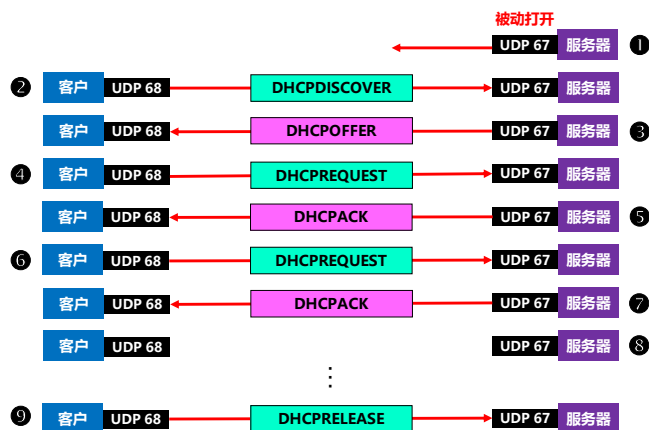 被动打开
UDP 67 服务器 ❶
❷ 客户 UDP 68 DHCPDISCOVER UDP 67 服务器
客户 UDP 68 DHCPOFFER UDP 67 服务器 ❸
❹ 客户 UDP 68 DHCPREQUEST UDP 67 服务器
客户 UDP 68 DHCPACK UDP 67 服务器 ❺
❻ 客户 UDP 68 DHCPREQUEST UDP 67 服务器
客户 UDP 68 DHCPACK UDP 67 服务器 ❼
客户 UDP 68 UDP 67 服务器 ❽
⋮
❾ 客户 UDP 68 DHCPRELEASE UDP 67 服务器